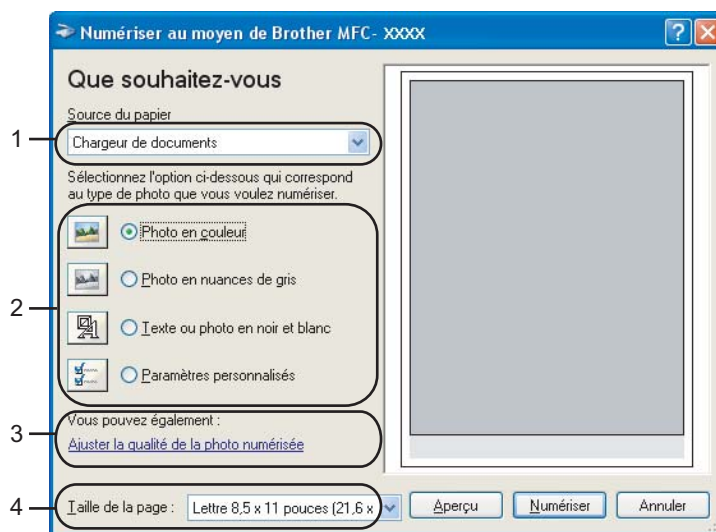 Numériser au moyen de Brother MFC- XXXX
Que souhaitez-vous
Source du papier
1
Chargeur de documents
Sélectionnez l'option ci-dessous qui correspond
au type de photo que vous voulez numériser.
2
Photo en couleur
Photo en nuances de gris
Texte ou photo en noir et blanc
Paramètres personnalisés
3
Vous pouvez également :
Ajuster la qualité de la photo numérisée
4
Taille de la page : Lettre 8,5 x 11 pouces (21,6 x
Aperçu Numériser Annuler